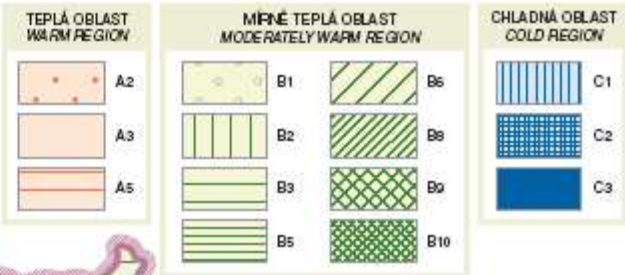 TEPLÁ OBLAST
WARM REGION
A2
A3
A5
MÍRNĚ TEPLÁ OBLAST
MODERATELY WARM REGION
B1
B2
B3
B5
B6
B8
B9
B10
CHLADNÁ OBLAST
COLD REGION
C1
C2
C3